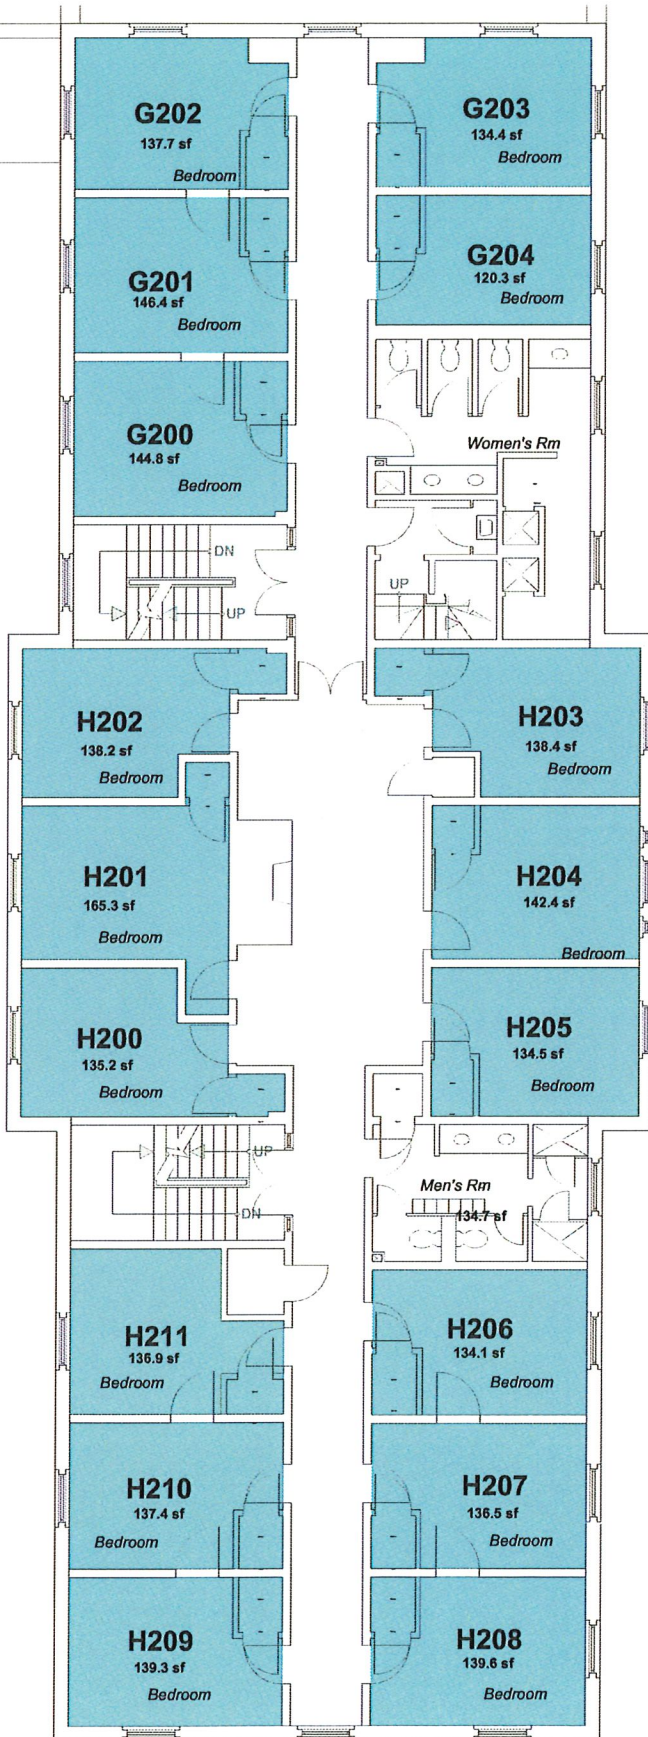 G202
137.7 sf
Bedroom
G203
134.4 sf
Bedroom
G201
146.4 sf
Bedroom
G204
120.3 sf
Bedroom
G200
144.8 sf
Bedroom
Women's Rm
DN
UP
UP
H202
138.2 sf
Bedroom
H203
138.4 sf
Bedroom
H201
165.3 sf
Bedroom
H204
142.4 sf
Bedroom
H200
135.2 sf
Bedroom
H205
134.5 sf
Bedroom
UP
DN
Men's Rm
134.7 sf
H211
136.9 sf
Bedroom
H206
134.1 sf
Bedroom
H210
137.4 sf
Bedroom
H207
136.5 sf
Bedroom
H209
139.3 sf
Bedroom
H208
139.6 sf
Bedroom